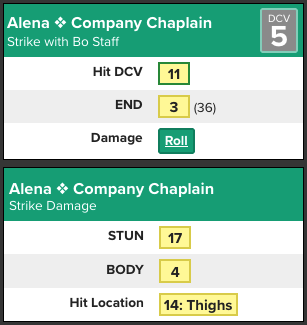 Alena ❖ Company Chaplain
Strike with Bo Staff
DCV
5
Hit DCV 11
END 3 (36)
Damage Roll
Alena ❖ Company Chaplain
Strike Damage
STUN 17
BODY 4
Hit Location 14: Thighs